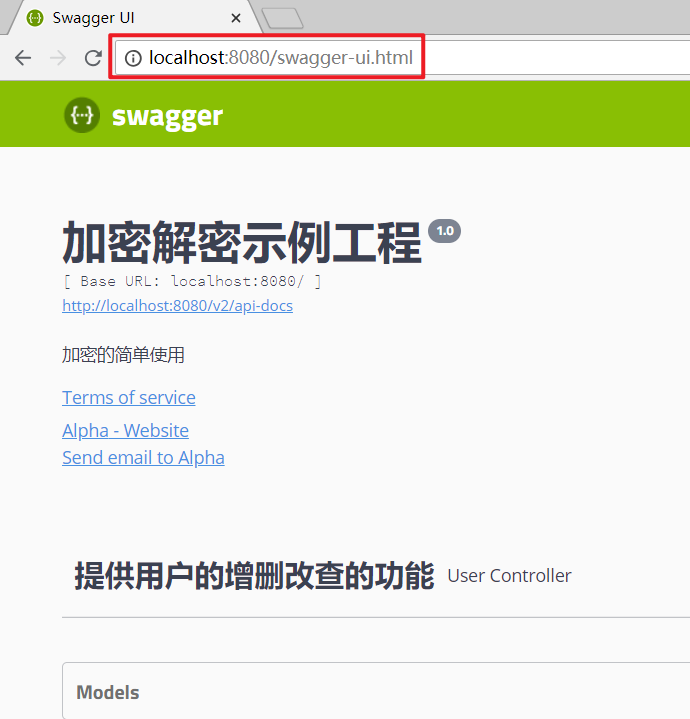 Swagger UI
localhost:8080/swagger-ui.html
{···} swagger
加密解密示例工程 1.0
[ Base URL: localhost:8080/ ]
http://localhost:8080/v2/api-docs
加密的简单使用
Terms of service
Alpha - Website
Send email to Alpha
提供用户的增删改查的功能 User Controller
Models